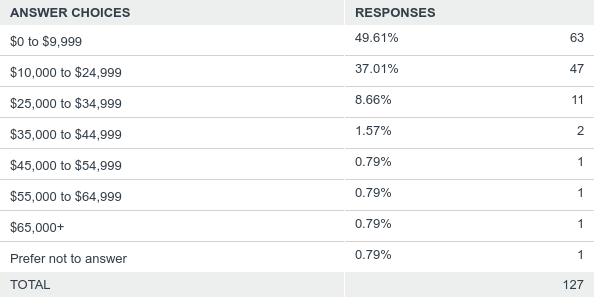 ANSWER CHOICES RESPONSES
$0 to $9,999 49.61% 63
$10,000 to $24,999 37.01% 47
$25,000 to $34,999 8.66% 11
$35,000 to $44,999 1.57% 2
$45,000 to $54,999 0.79% 1
$55,000 to $64,999 0.79% 1
$65,000+ 0.79% 1
Prefer not to answer 0.79% 1
TOTAL 127